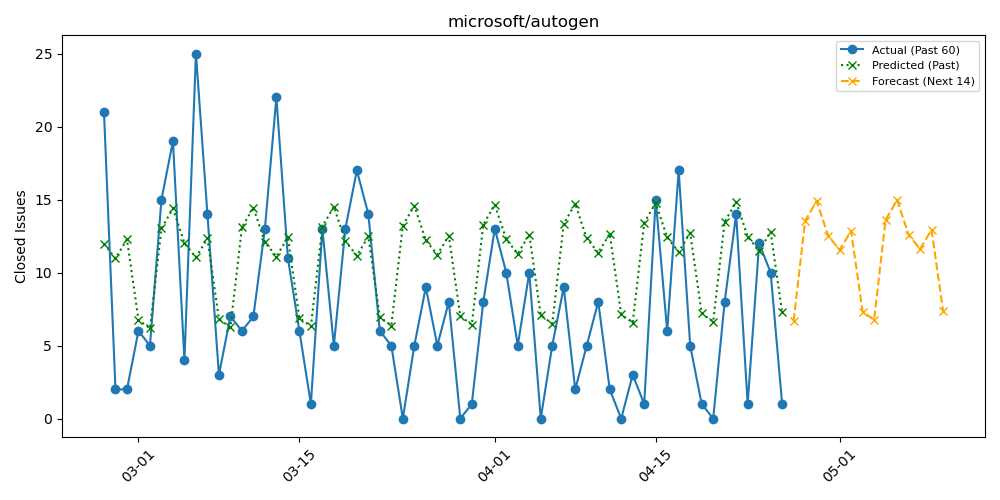 microsoft/autogen
Closed Issues
25
20
15
10
5
0
Actual (Past 60)
Predicted (Past)
Forecast (Next 14)
03-01
03-15
04-01
04-15
05-01